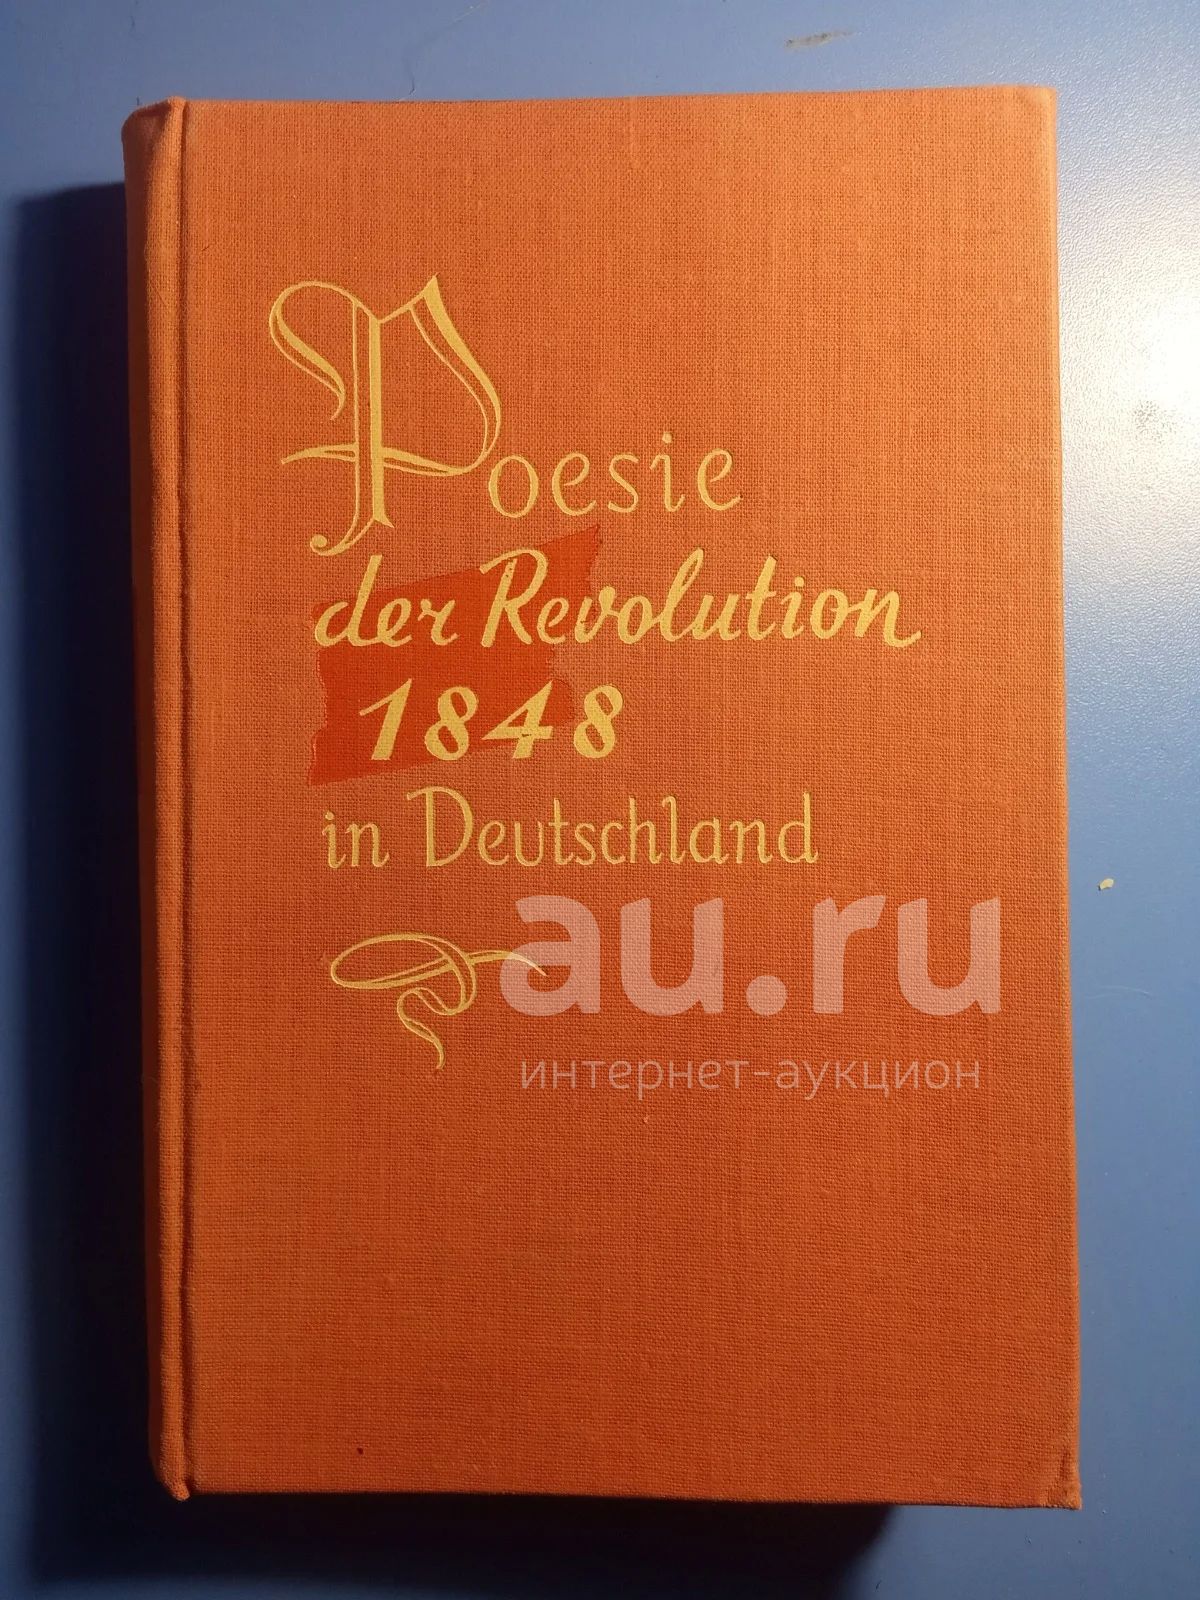 Poesie
der Revolution
1848
in Deutschland
au.ru
интернет-аукцион